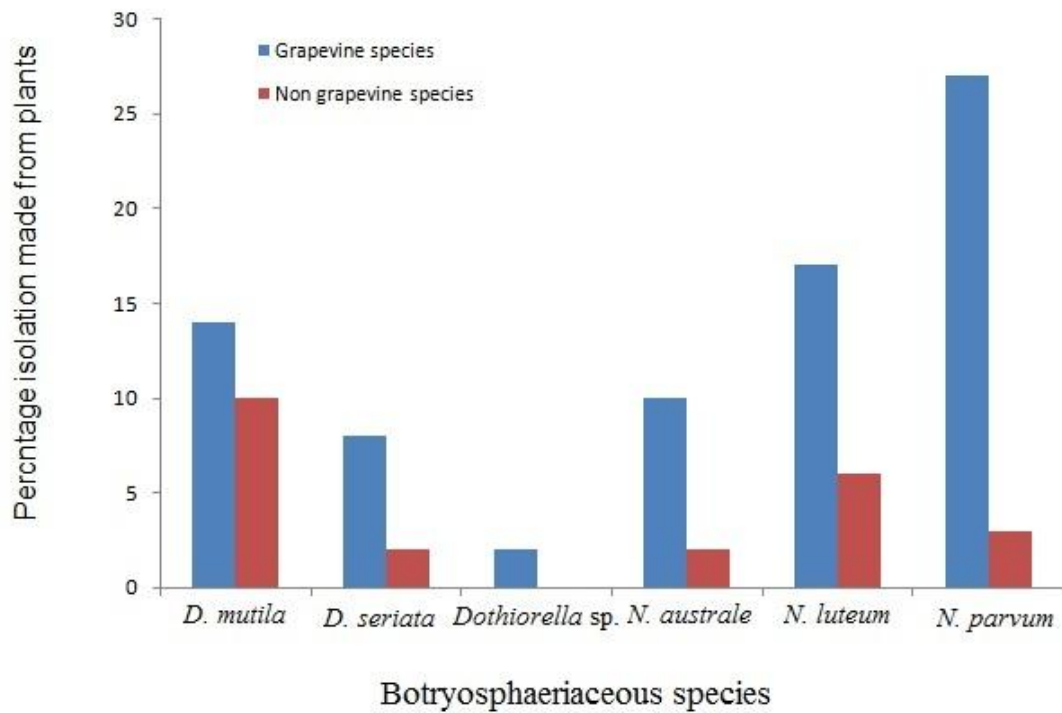 Percntage isolation made from plants
30
25
20
15
10
5
0
Grapevine species
Non grapevine species
D. mutila
D. seriata
Dothiorella sp.
N. australe
N. luteum
N. parvum
Botryosphaeriaceous species